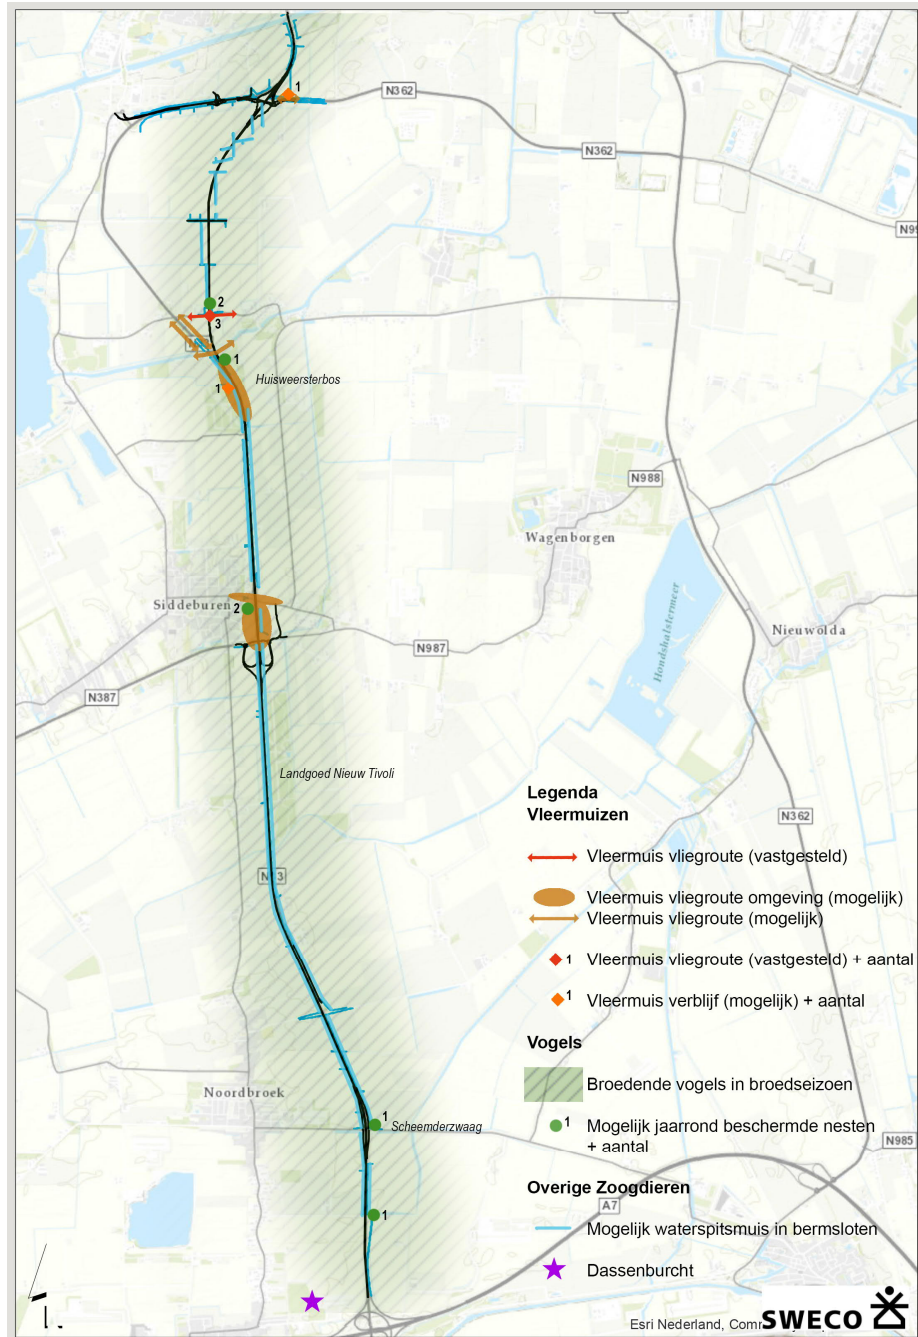 1
N362
N362
N99
2
3
1
Huisweersterbos
1
N988
Wagenborgen
Siddeburen
2
Hondshalstermeer
Nieuwolda
N987
N387
Landgoed Nieuw Tivoli
Legenda
Vleermuizen
N362
Vleermuis vliegroute (vastgesteld)
Vleermuis vliegroute omgeving (mogelijk)
Vleermuis vliegroute (mogelijk)
1 Vleermuis vliegroute (vastgesteld) + aantal
1 Vleermuis verblijf (mogelijk) + aantal
Vogels
Broedende vogels in broedseizoen
Noordbroek
1
Scheemderzwaag
1 Mogelijk jaarrond beschermde nesten
+ aantal
N985
Overige Zoogdieren
A7
1
Mogelijk waterspitsmuis in bermsloten
Dassenburcht
Esri Nederland, Comm
SWECO